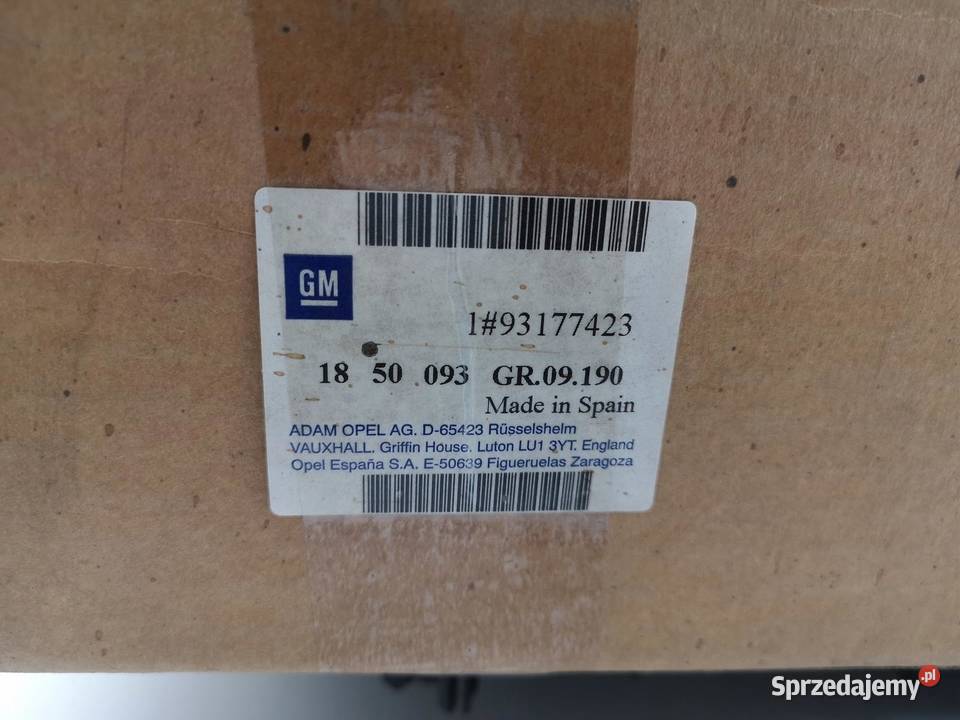 GM
1#93177423
18 50 093 GR.09.190
Made in Spain
ADAM OPEL AG. D-65423 Rüsselshelm
VAUXHALL. Griffin House. Luton LU1 3YT. England
Opel España S.A. E-50639 Figueruelas Zaragoza
Sprzedajemy.pl